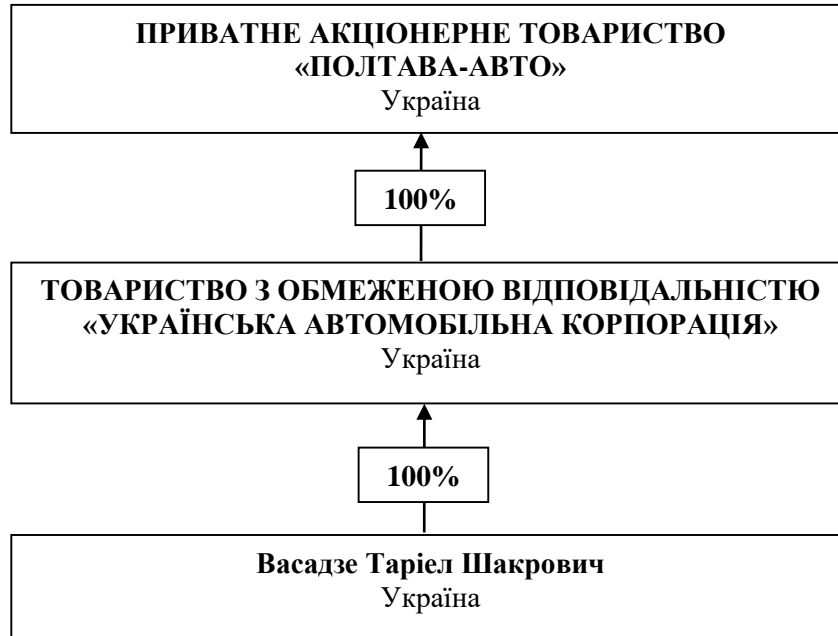 ПРИВАТНЕ АКЦІОНЕРНЕ ТОВАРИСТВО
«ПОЛТАВА-АВТО»
Україна
100%
ТОВАРИСТВО З ОБМЕЖЕНОЮ ВІДПОВІДАЛЬНІСТЮ
«УКРАЇНСЬКА АВТОМОБІЛЬНА КОРПОРАЦІЯ»
Україна
100%
Васадзе Таріел Шакрович
Україна